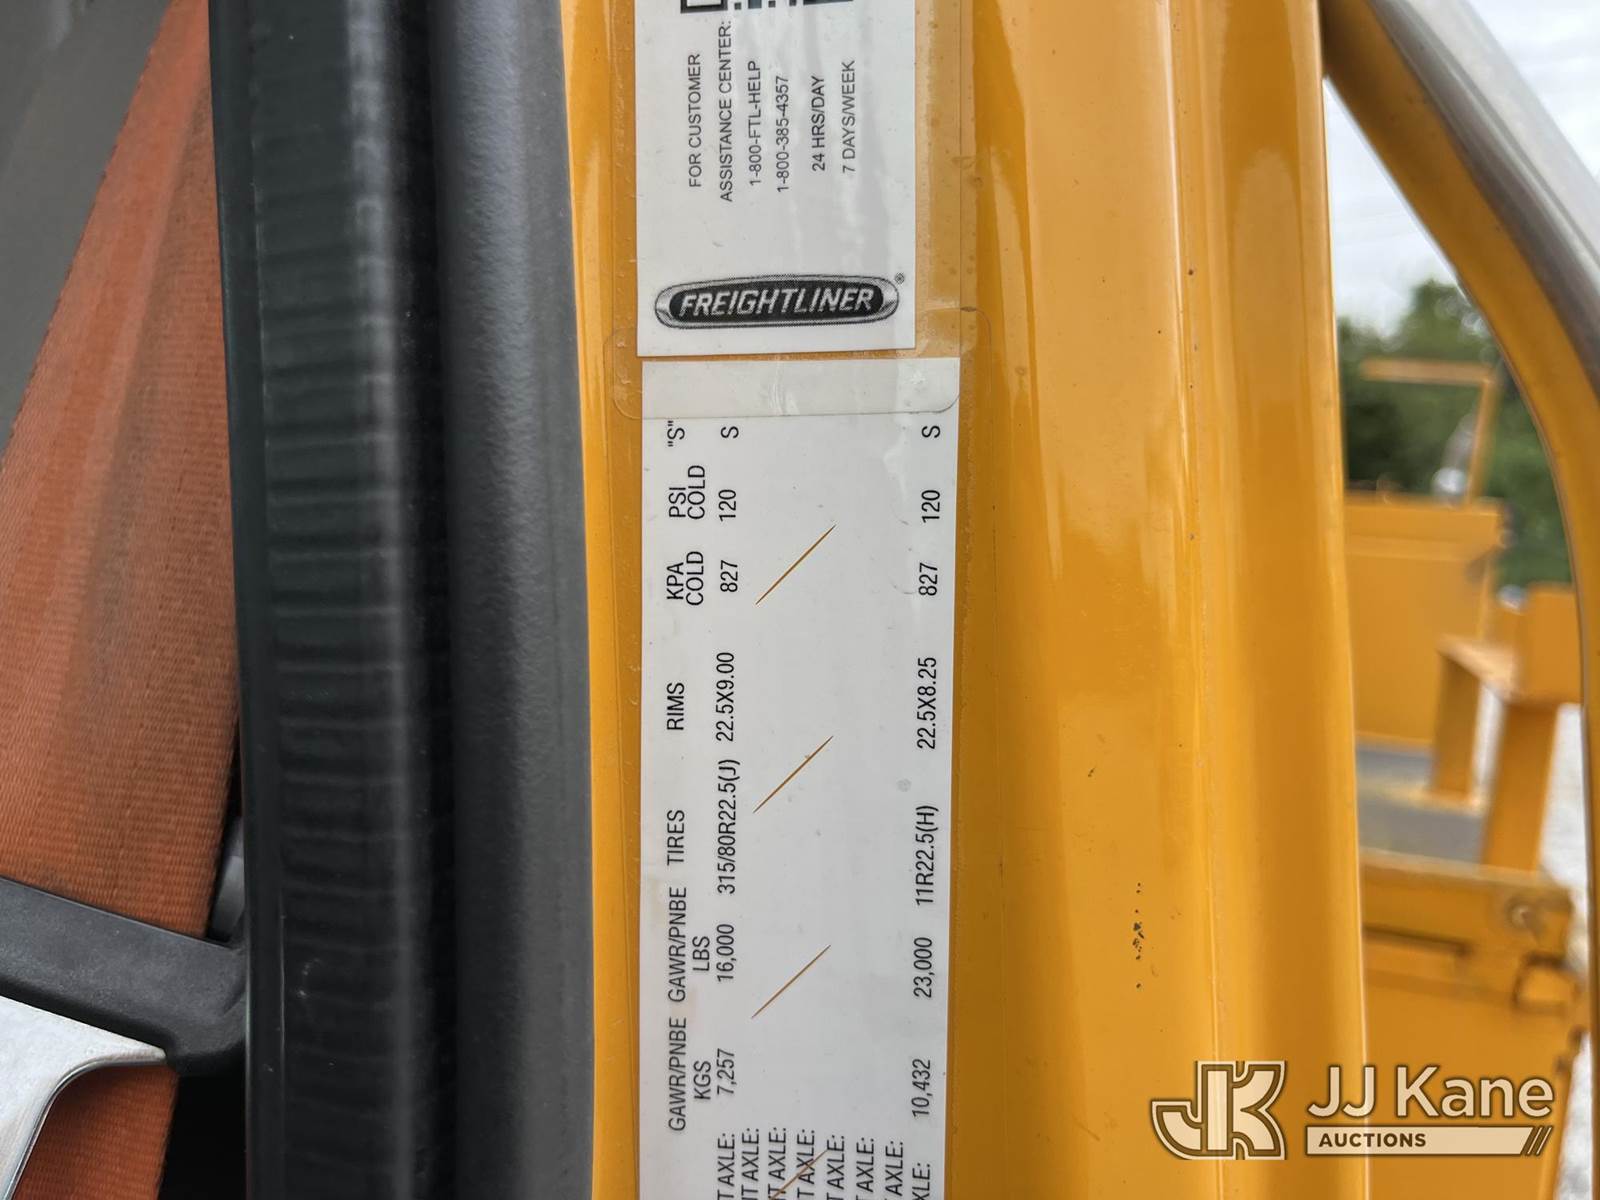 FOR CUSTOMER
ASSISTANCE CENTER:
1-800-FTL-HELP
1-800-385-4357
24 HRS/DAY
7 DAYS/WEEK
FREIGHTLINER®
GAWR/PNBE GAWR/PNBE TIRES RIMS KPA PSI "S"
KGS LBS COLD COLD
T AXLE: 7,257 16,000 315/80R22.5(J) 22.5X9.00 827 120 S
T AXLE:
T AXLE:
T AXLE:
T AXLE:
T AXLE:
T AXLE:
XLE: 10,432 23,000 11R22.5(H) 22.5X8.25 827 120 S
JJ Kane
AUCTIONS